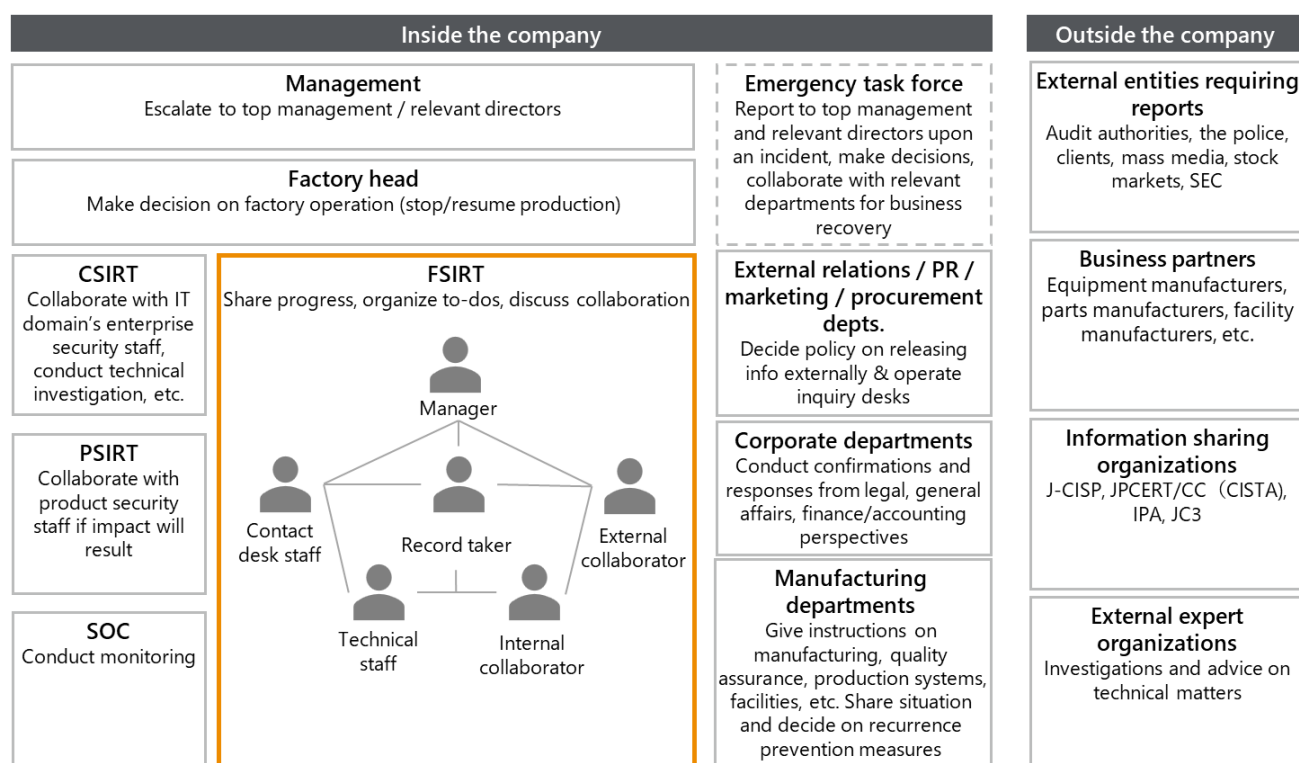 Inside the company
Management
Escalate to top management / relevant directors
Factory head
Make decision on factory operation (stop/resume production)
CSIRT
Collaborate with IT
domain's enterprise
security staff,
conduct technical
investigation, etc.
PSIRT
Collaborate with
product security
staff if impact will
result
SOC
Conduct monitoring
FSIRT
Share progress, organize to-dos, discuss collaboration
Manager
Contact
desk staff
Record taker
External
collaborator
Technical
staff
Internal
collaborator
Emergency task force
Report to top management
and relevant directors upon
an incident, make decisions,
collaborate with relevant
departments for business
recovery
External relations / PR /
marketing / procurement
depts.
Decide policy on releasing
info externally & operate
inquiry desks
Corporate departments
Conduct confirmations and
responses from legal, general
affairs, finance/accounting
perspectives
Manufacturing
departments
Give instructions on
manufacturing, quality
assurance, production systems,
facilities, etc. Share situation
and decide on recurrence
prevention measures
Outside the company
External entities requiring
reports
Audit authorities, the police,
clients, mass media, stock
markets, SEC
Business partners
Equipment manufacturers,
parts manufacturers, facility
manufacturers, etc.
Information sharing
organizations
J-CISP, JPCERT/CC（CISTA),
IPA, JC3
External expert
organizations
Investigations and advice on
technical matters